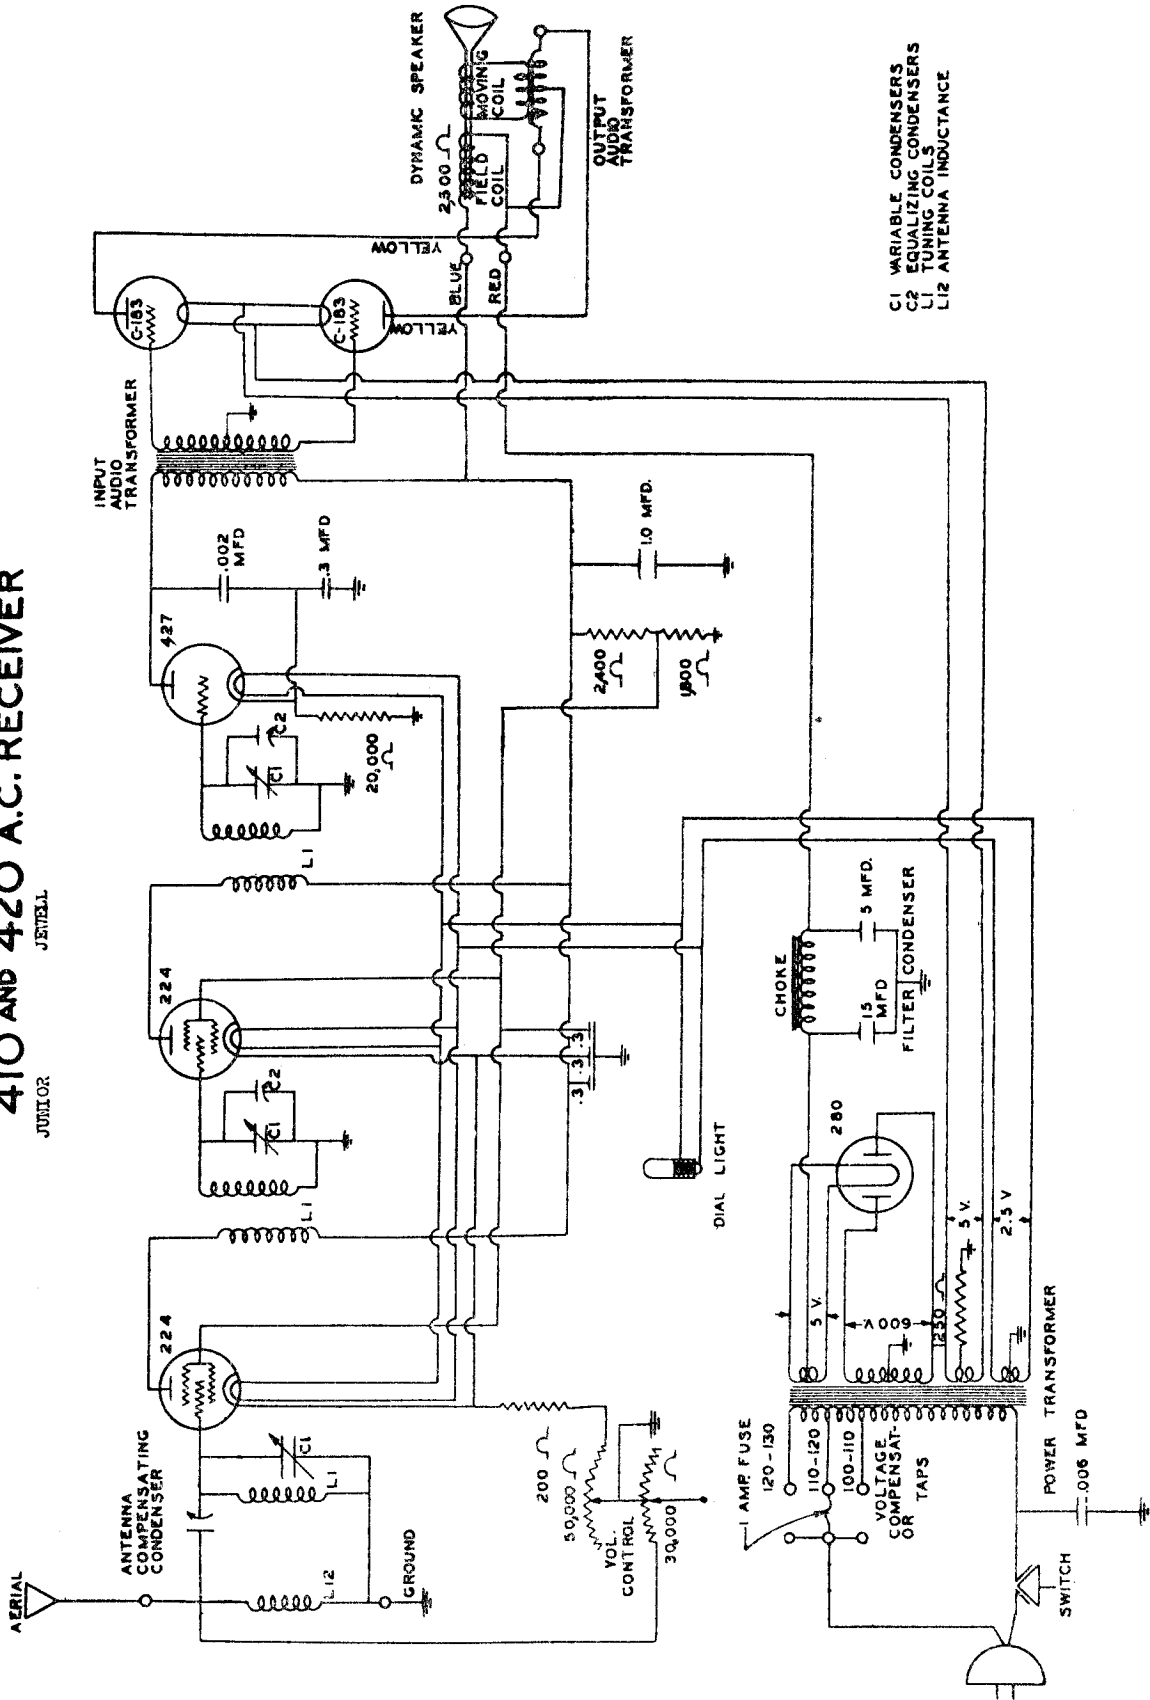 410 AND 420 A.C. RECEIVER
JUNIOR JEWELL
AERIAL
ANTENNA
COMPENSATING
CONDENSER
L12
GROUND
C1
L1
224
L1
C1
C2
224
L1
C1
C2
427
20,000
.002
MFD
.3 MFD
INPUT
AUDIO
TRANSFORMER
C-183
C-183
YELLOW
YELLOW
BLUE
RED
DYNAMIC SPEAKER
2,300
FIELD
COIL
MOVING
COIL
OUTPUT
AUDIO
TRANSFORMER
200
50,000
VOL.
CONTROL
30,000
.3 .3 .3
2,400
1,800
1.0 MFD.
DIAL LIGHT
C1 VARIABLE CONDENSERS
C2 EQUALIZING CONDENSERS
L1 TUNING COILS
L12 ANTENNA INDUCTANCE
1 AMP. FUSE
120-130
110-120
100-110
VOLTAGE
COMPENSAT-
OR TAPS
SWITCH
.006 MFD
POWER TRANSFORMER
5 V.
600 V.
1250
5 V.
2.5 V
280
CHOKE
15
MFD
5 MFD.
FILTER CONDENSER